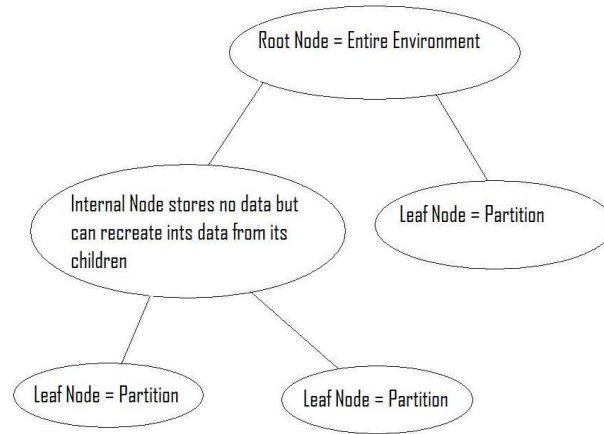 Root Node = Entire Environment
Internal Node stores no data but
can recreate ints data from its
children
Leaf Node = Partition
Leaf Node = Partition
Leaf Node = Partition